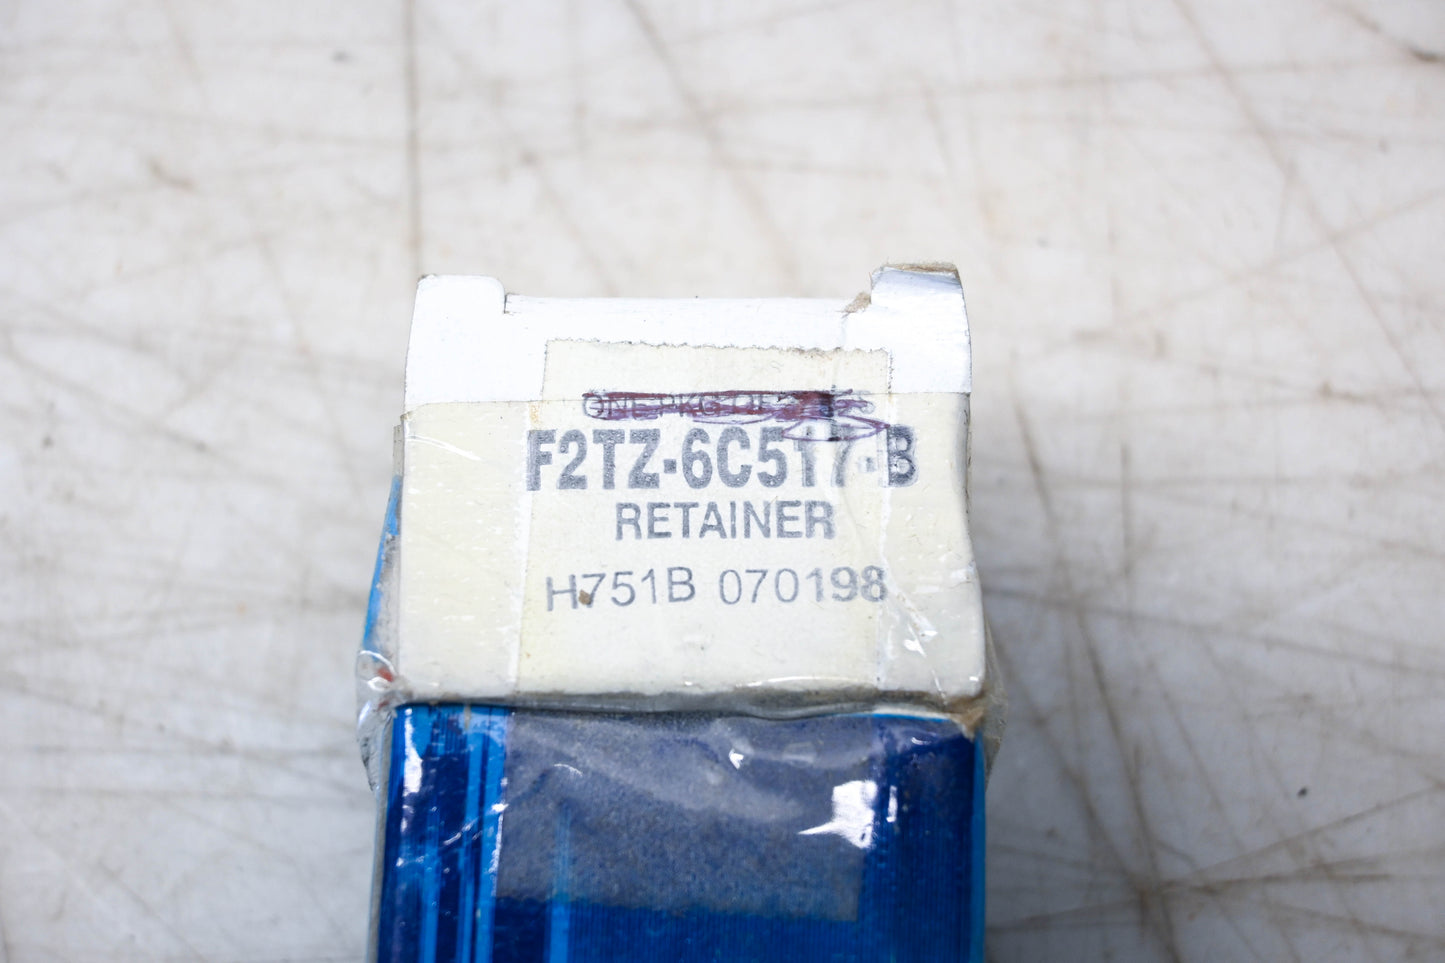 ONE PKG OF
F2TZ-6C517-B
RETAINER
H751B 070198